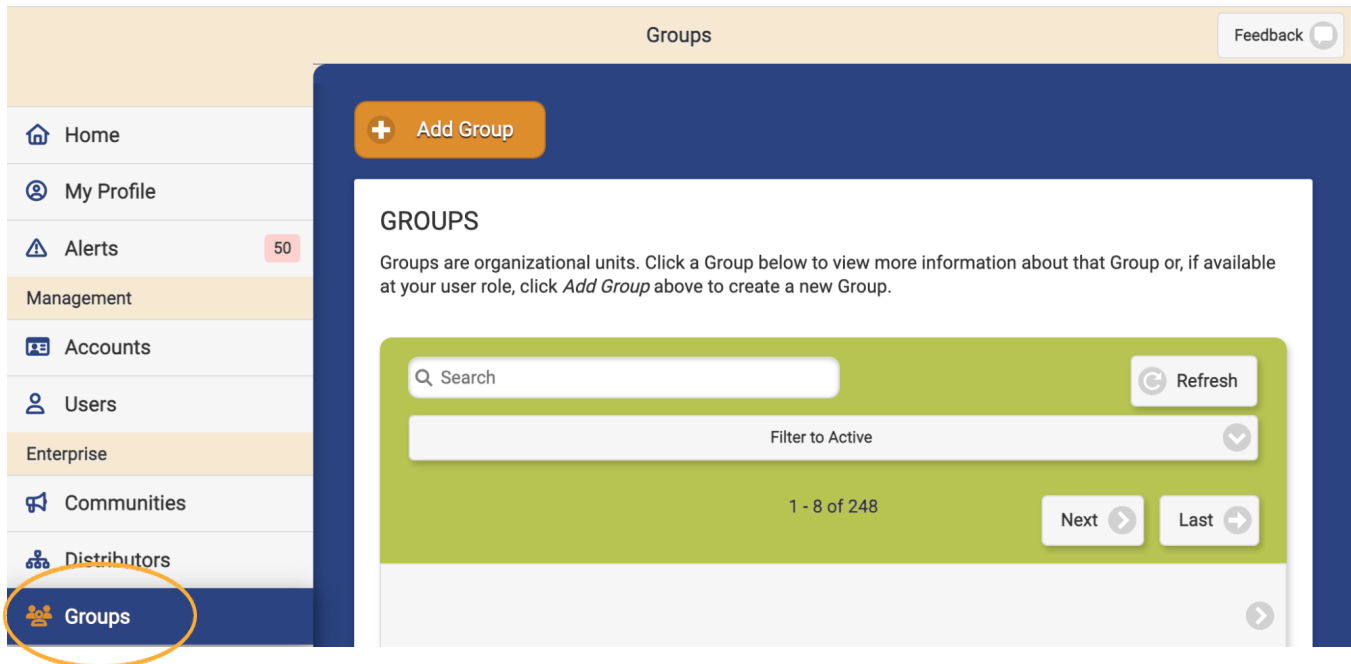 Groups
Feedback
Home
My Profile
Alerts 50
Management
Accounts
Users
Enterprise
Communities
Distributors
Groups
Add Group
GROUPS
Groups are organizational units. Click a Group below to view more information about that Group or, if available
at your user role, click Add Group above to create a new Group.
Search
Refresh
Filter to Active
1 - 8 of 248
Next
Last